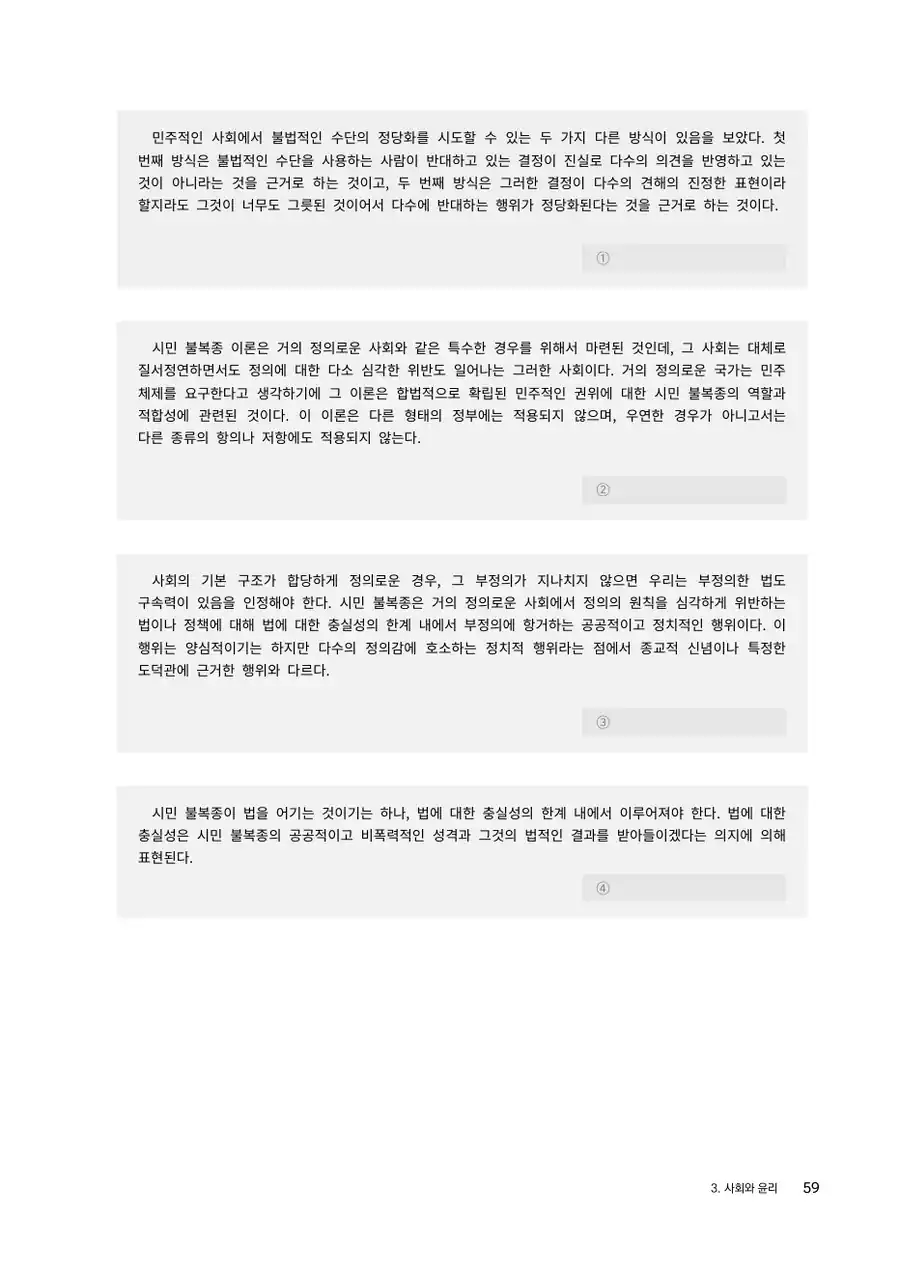 민주적인 사회에서 불법적인 수단의 정당화를 시도할 수 있는 두 가지 다른 방식이 있음을 보았다. 첫
번째 방식은 불법적인 수단을 사용하는 사람이 반대하고 있는 결정이 진실로 다수의 의견을 반영하고 있는
것이 아니라는 것을 근거로 하는 것이고, 두 번째 방식은 그러한 결정이 다수의 견해의 진정한 표현이라
할지라도 그것이 너무도 그릇된 것이어서 다수에 반대하는 행위가 정당화된다는 것을 근거로 하는 것이다.
①
시민 불복종 이론은 거의 정의로운 사회와 같은 특수한 경우를 위해서 마련된 것인데, 그 사회는 대체로
질서정연하면서도 정의에 대한 다소 심각한 위반도 일어나는 그러한 사회이다. 거의 정의로운 국가는 민주
체제를 요구한다고 생각하기에 그 이론은 합법적으로 확립된 민주적인 권위에 대한 시민 불복종의 역할과
적합성에 관련된 것이다. 이 이론은 다른 형태의 정부에는 적용되지 않으며, 우연한 경우가 아니고서는
다른 종류의 항의나 저항에도 적용되지 않는다.
②
사회의 기본 구조가 합당하게 정의로운 경우, 그 부정의가 지나치지 않으면 우리는 부정의한 법도
구속력이 있음을 인정해야 한다. 시민 불복종은 거의 정의로운 사회에서 정의의 원칙을 심각하게 위반하는
법이나 정책에 대해 법에 대한 충실성의 한계 내에서 부정의에 항거하는 공공적이고 정치적인 행위이다. 이
행위는 양심적이기는 하지만 다수의 정의감에 호소하는 정치적 행위라는 점에서 종교적 신념이나 특정한
도덕관에 근거한 행위와 다르다.
③
시민 불복종이 법을 어기는 것이기는 하나, 법에 대한 충실성의 한계 내에서 이루어져야 한다. 법에 대한
충실성은 시민 불복종의 공공적이고 비폭력적인 성격과 그것의 법적인 결과를 받아들이겠다는 의지에 의해
표현된다.
④
3. 사회와 윤리 59